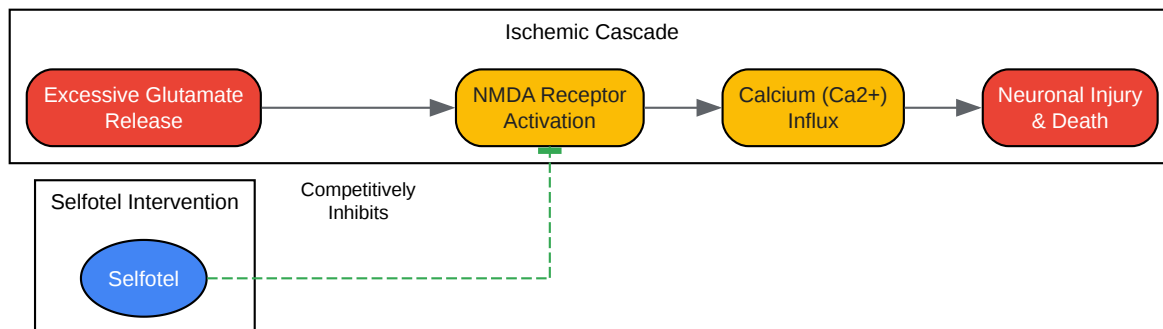 Ischemic Cascade
Excessive Glutamate
Release
NMDA Receptor
Activation
Calcium (Ca2+)
Influx
Neuronal Injury
& Death
Competitively
Inhibits
Selfotel Intervention
Selfotel